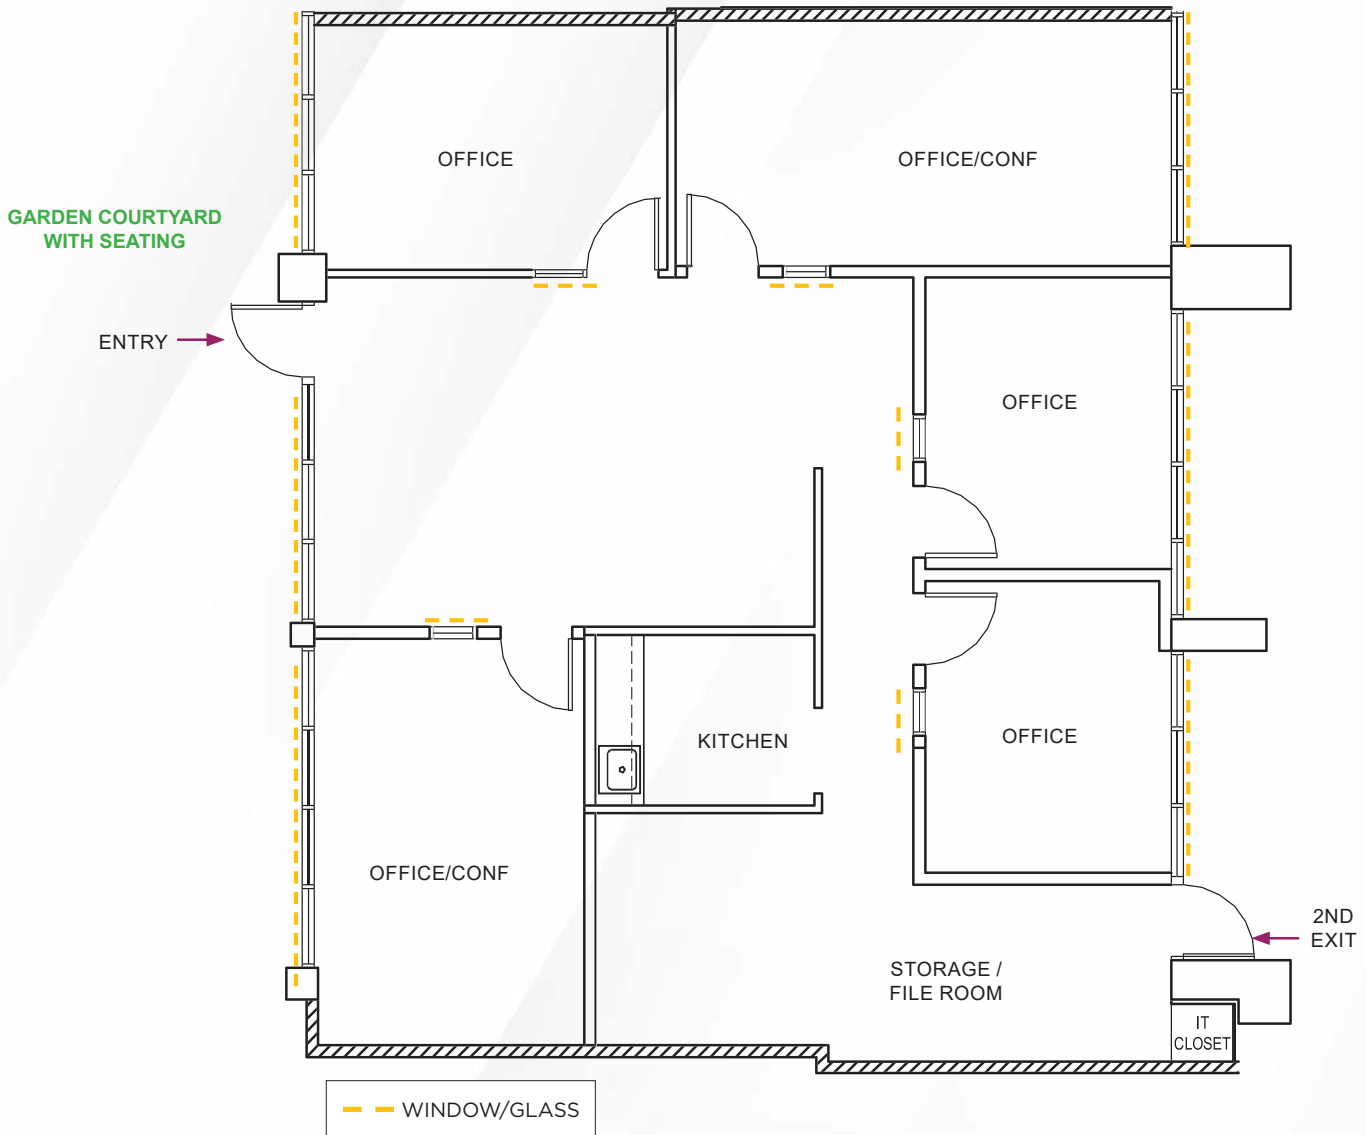 OFFICE
OFFICE/CONF
GARDEN COURTYARD
WITH SEATING
ENTRY
OFFICE
KITCHEN
OFFICE
OFFICE/CONF
2ND
EXIT
STORAGE /
FILE ROOM
IT
CLOSET
WINDOW/GLASS